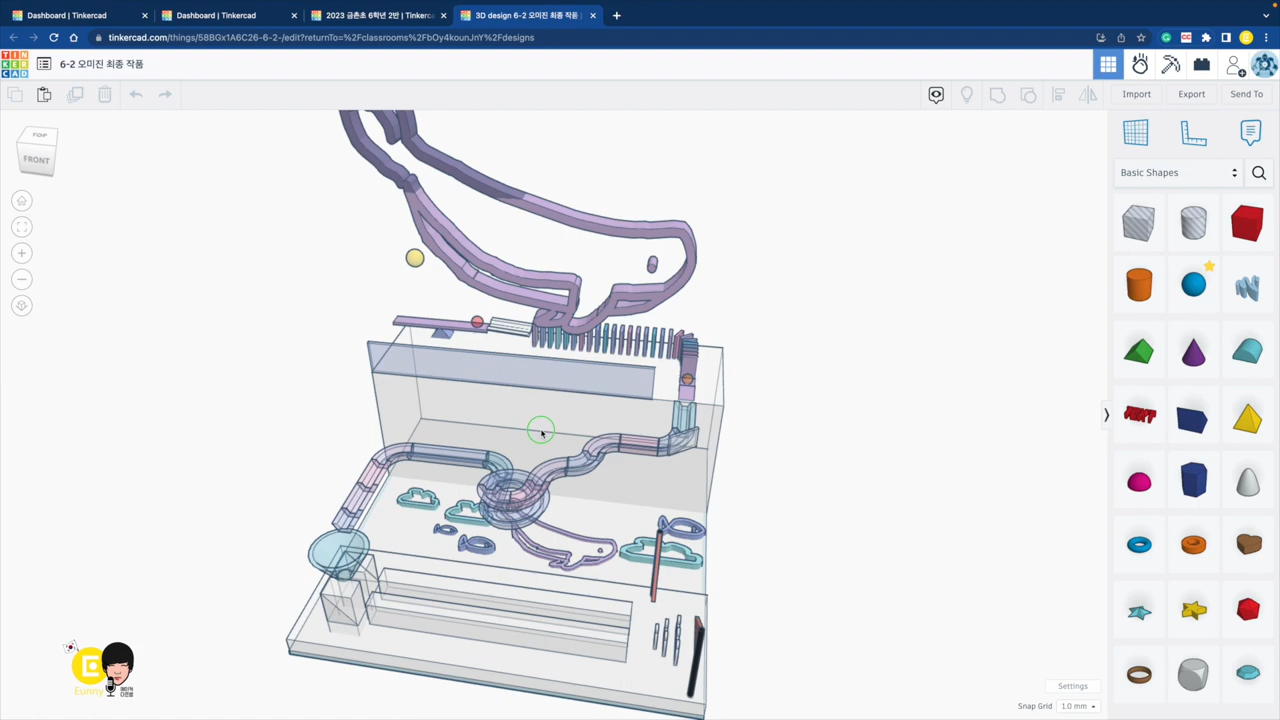 Dashboard | Tinkercad
Dashboard | Tinkercad
2023 금촌초 6학년 2반 | Tinkerca
3D design 6-2 오미진 최종 작품
tinkercad.com/things/58BGx1A6C26-6-2-/edit?returnTo=%2Fclassrooms%2FbOy4kounJnY%2Fdesigns
E
TIN
KER
CAD
6-2 오미진 최종 작품
Import
Export
Send To
FRONT
Basic Shapes
TEXT
Eunny
Settings
Snap Grid 1.0 mm